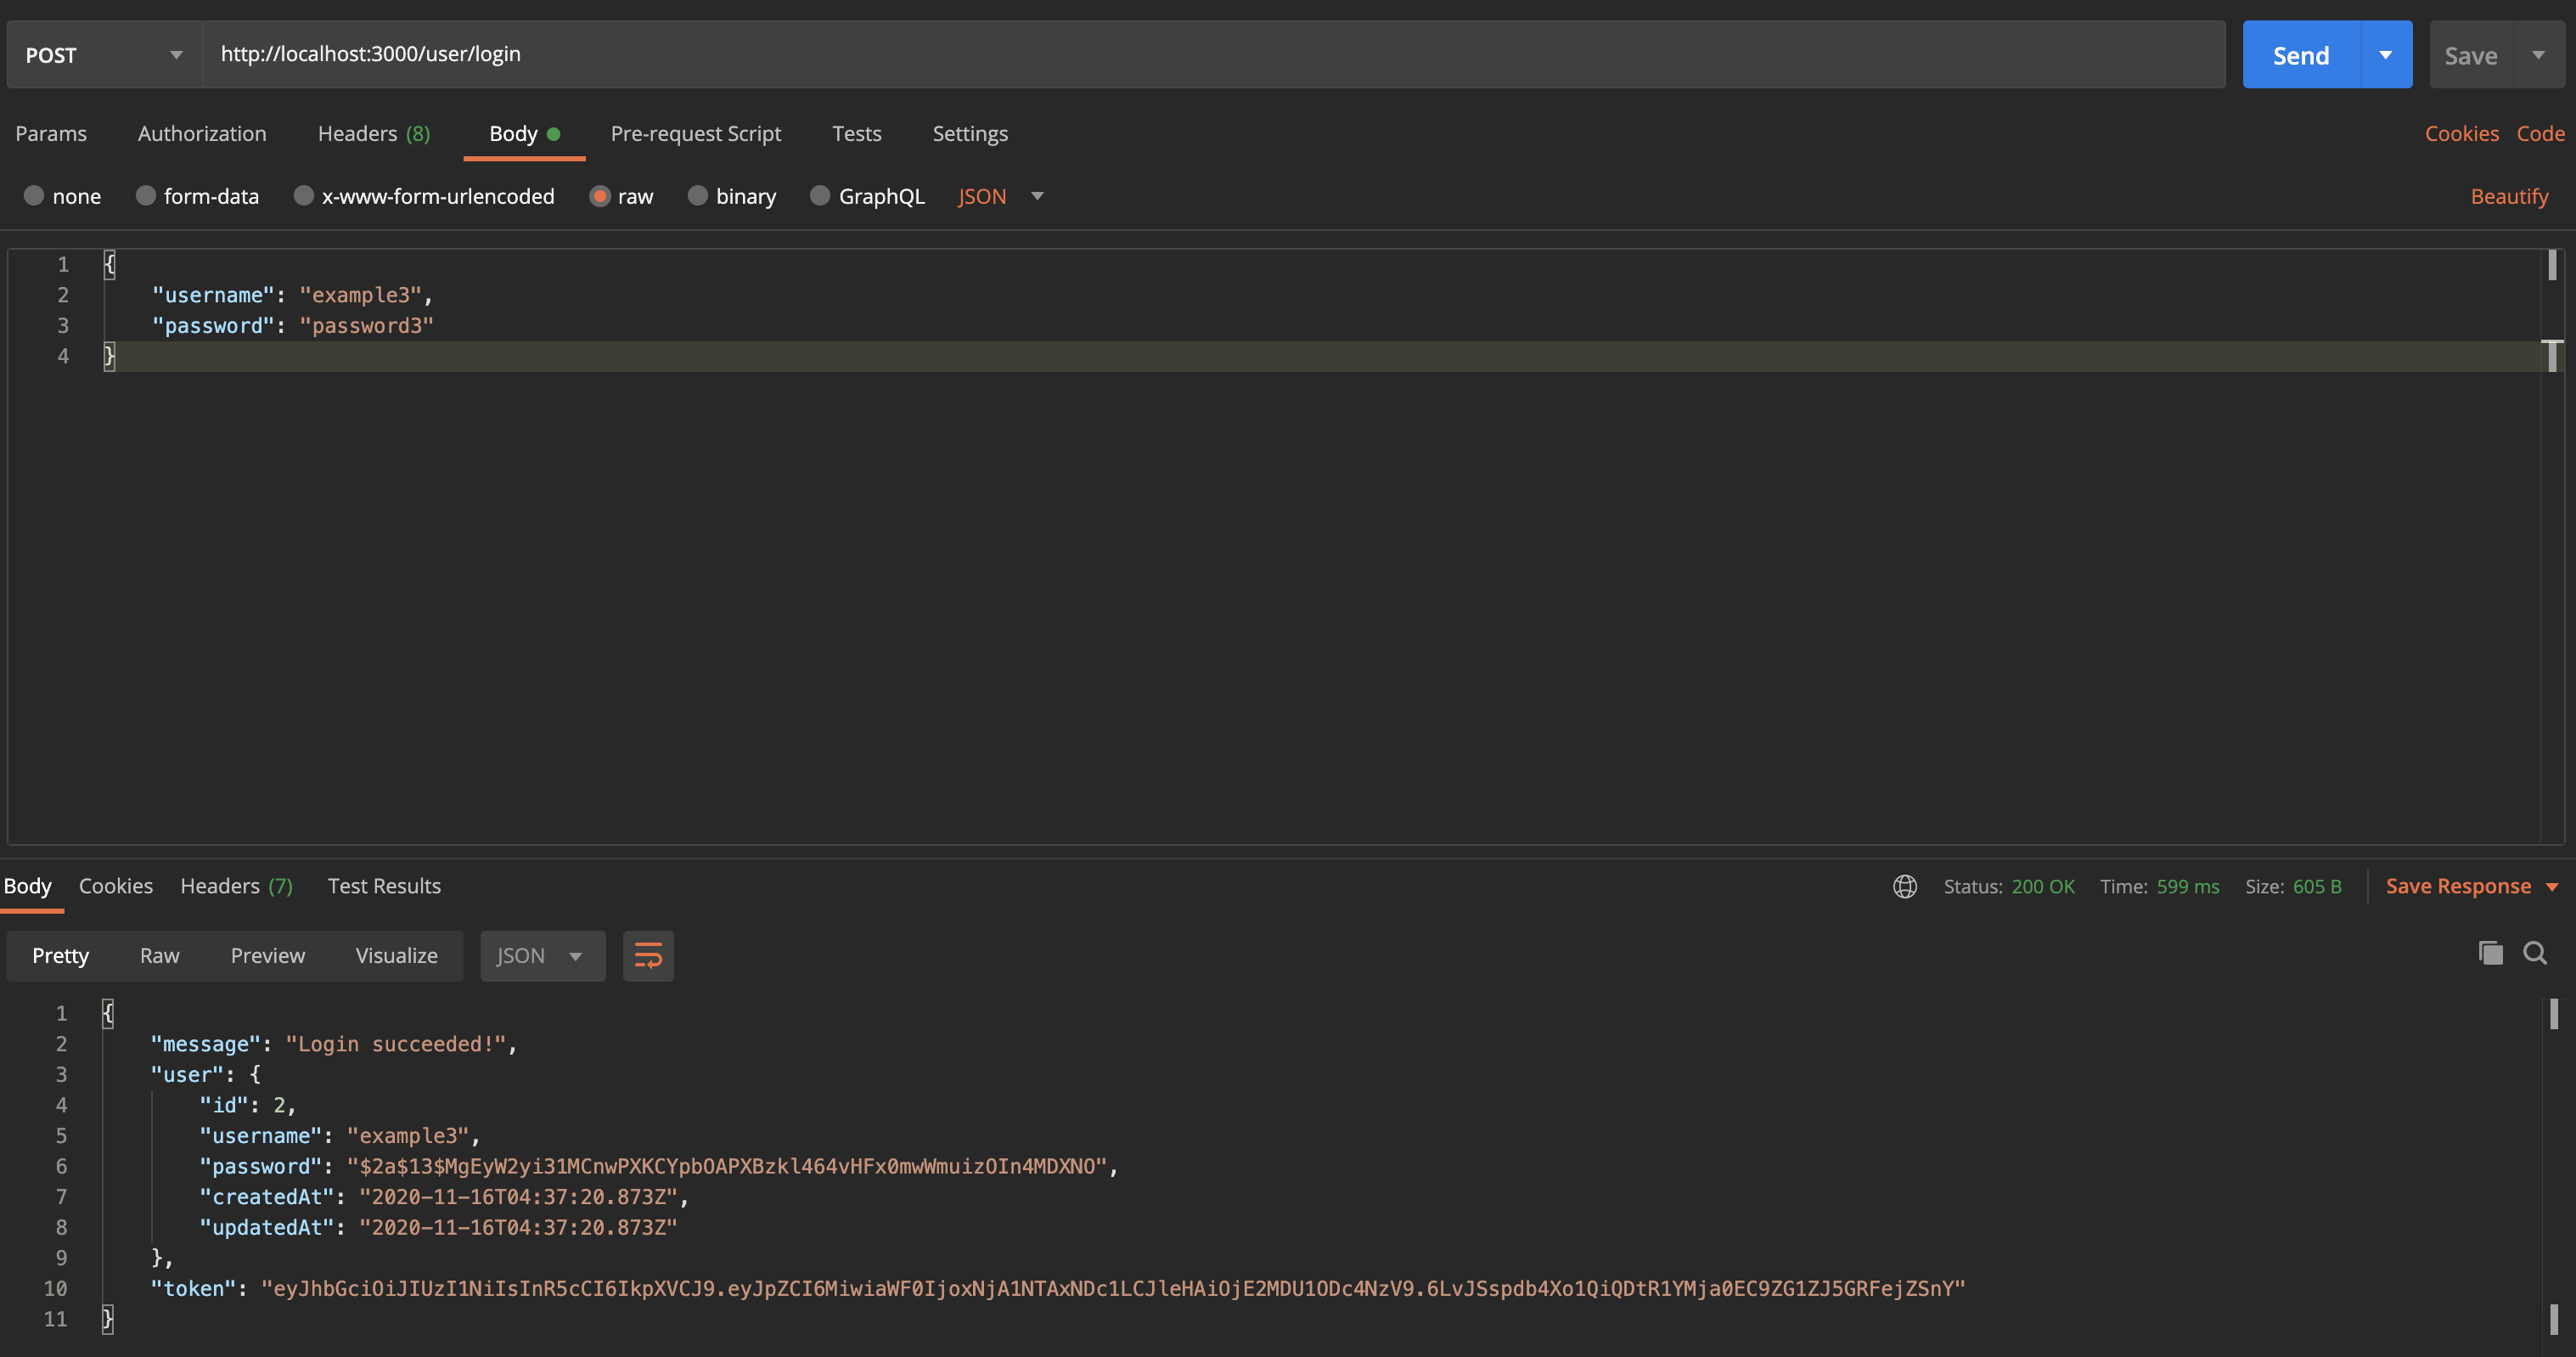 POST http://localhost:3000/user/login Send Save
Params Authorization Headers (8) Body Pre-request Script Tests Settings Cookies Code
none form-data x-www-form-urlencoded raw binary GraphQL JSON Beautify
1 {
2 "username": "example3",
3 "password": "password3"
4 }
Body Cookies Headers (7) Test Results Status: 200 OK Time: 599 ms Size: 605 B Save Response
Pretty Raw Preview Visualize JSON
1 {
2 "message": "Login succeeded!",
3 "user": {
4 "id": 2,
5 "username": "example3",
6 "password": "$2a$13$MgEyW2yi31MCnwPXKCYpbOAPXBzkl464vHFx0mwWmuizOIn4MDXNO",
7 "createdAt": "2020-11-16T04:37:20.873Z",
8 "updatedAt": "2020-11-16T04:37:20.873Z"
9 },
10 "token": "eyJhbGciOiJIUzI1NiIsInR5cCI6IkpXVCJ9.eyJpZCI6MiwiaWF0IjoxNjA1NTAxNDc1LCJleHAiOjE2MDU1ODc4NzV9.6LvJSspdb4Xo1QiQDtR1YMja0EC9ZG1ZJ5GRFejZSnY"
11 }